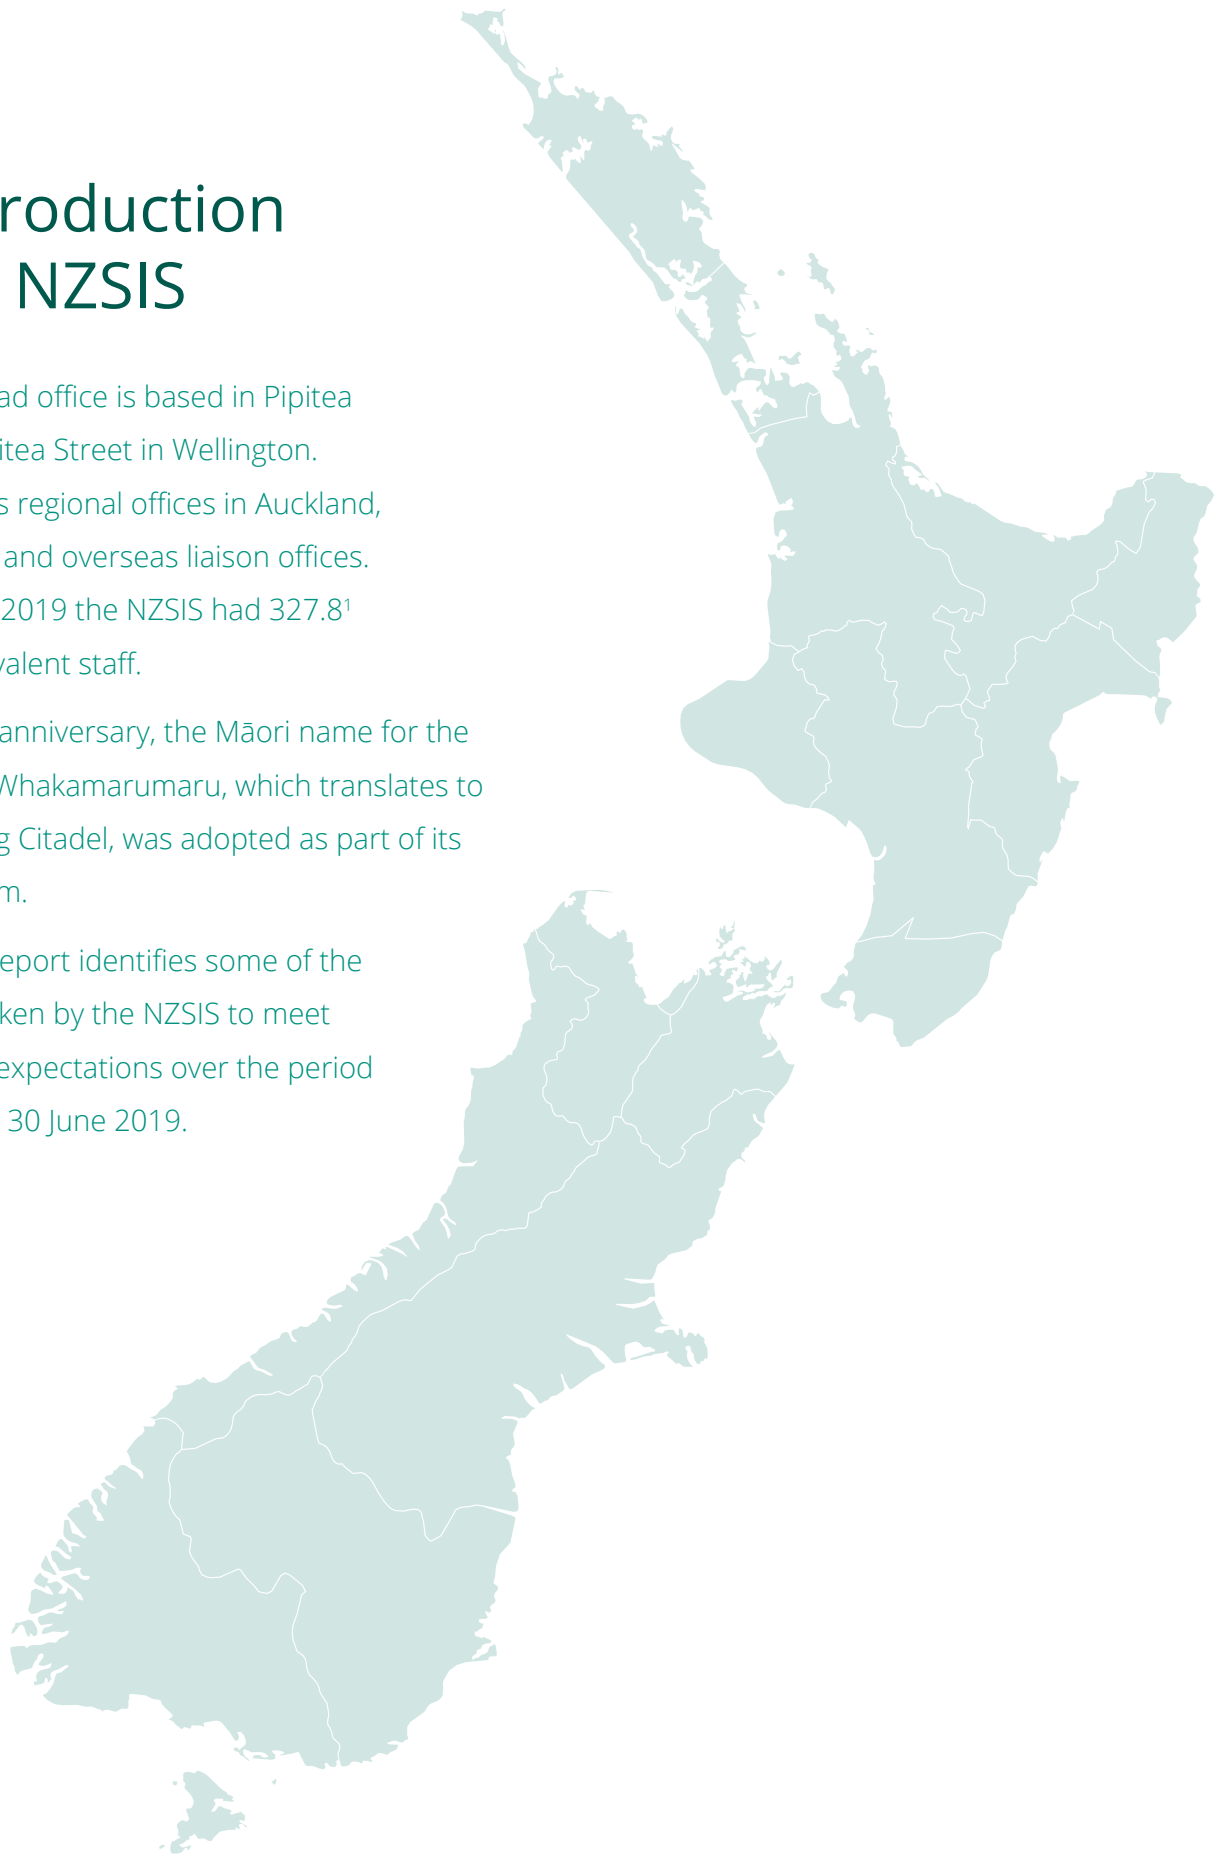 roduction
NZSIS
ad office is based in Pipitea
itea Street in Wellington.
s regional offices in Auckland,
and overseas liaison offices.
2019 the NZSIS had 327.8¹
valent staff.
anniversary, the Māori name for the
Whakamarumaru, which translates to
g Citadel, was adopted as part of its
m.
eport identifies some of the
ken by the NZSIS to meet
expectations over the period
30 June 2019.